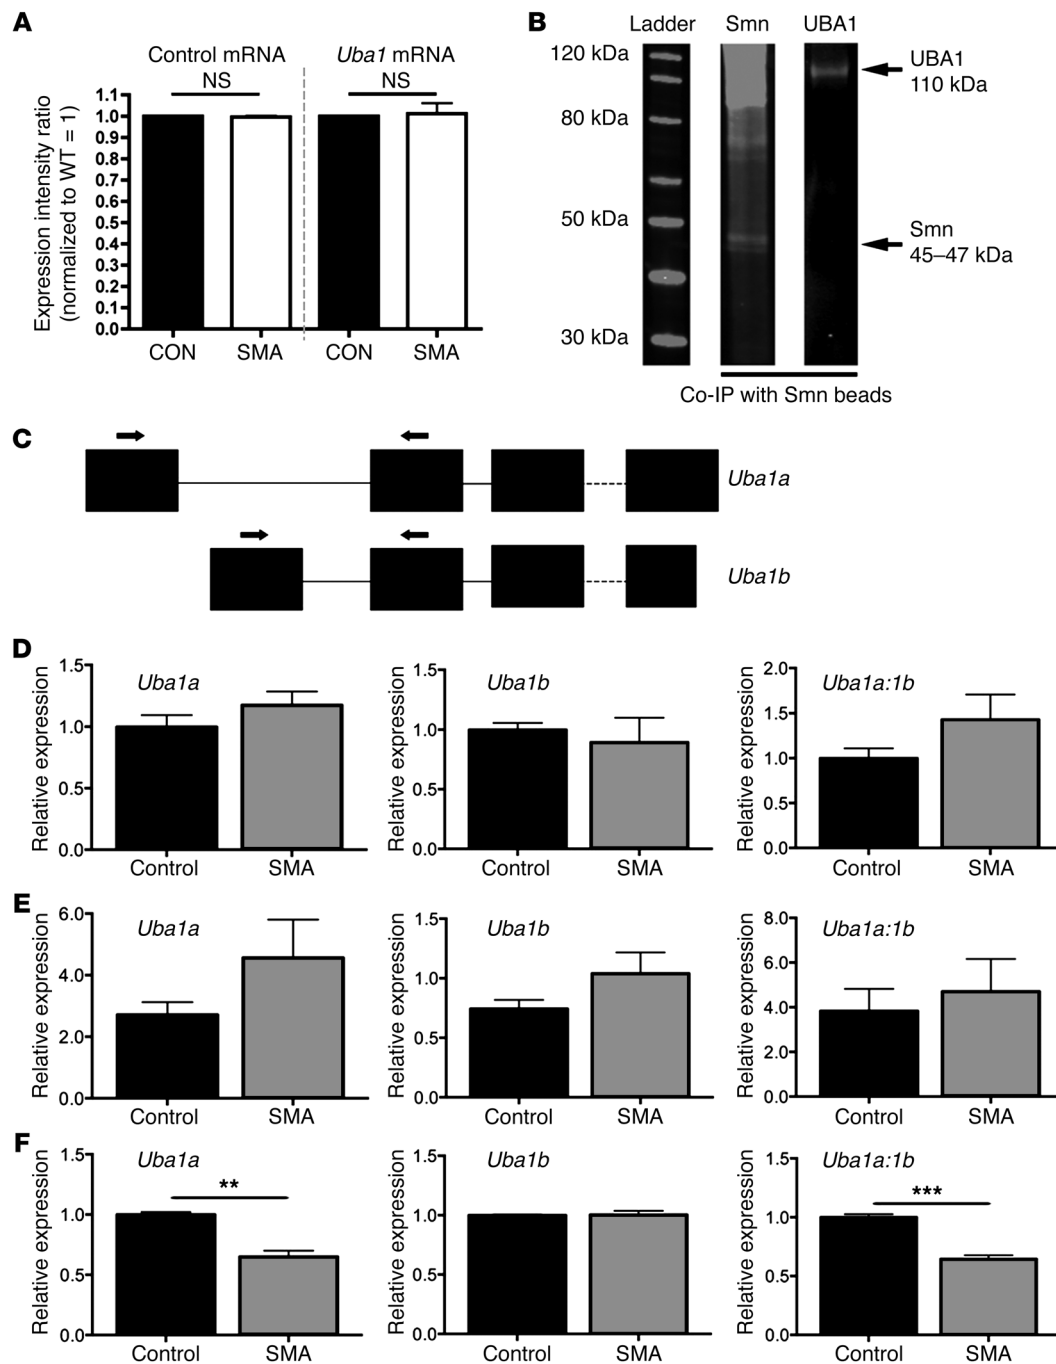 A
Control mRNA
Uba1 mRNA
NS
NS
Expression intensity ratio
(normalized to WT = 1)
1.1
1.0
0.9
0.8
0.7
0.6
0.5
0.4
0.3
0.2
0.1
0.0
CON
SMA
CON
SMA
B
Ladder
Smn
UBA1
120 kDa
80 kDa
50 kDa
30 kDa
UBA1
110 kDa
Smn
45–47 kDa
Co-IP with Smn beads
C
Uba1a
Uba1b
D
Relative expression
1.5
1.0
0.5
0.0
Uba1a
Control
SMA
Relative expression
1.5
1.0
0.5
0.0
Uba1b
Control
SMA
Relative expression
2.0
1.5
1.0
0.5
0.0
Uba1a:1b
Control
SMA
E
Relative expression
6.0
4.0
2.0
0.0
Uba1a
Control
SMA
Relative expression
1.5
1.0
0.5
0.0
Uba1b
Control
SMA
Relative expression
8.0
6.0
4.0
2.0
0.0
Uba1a:1b
Control
SMA
F
Relative expression
1.5
1.0
0.5
0.0
Uba1a
**
Control
SMA
Relative expression
1.5
1.0
0.5
0.0
Uba1b
Control
SMA
Relative expression
1.5
1.0
0.5
0.0
Uba1a:1b
***
Control
SMA